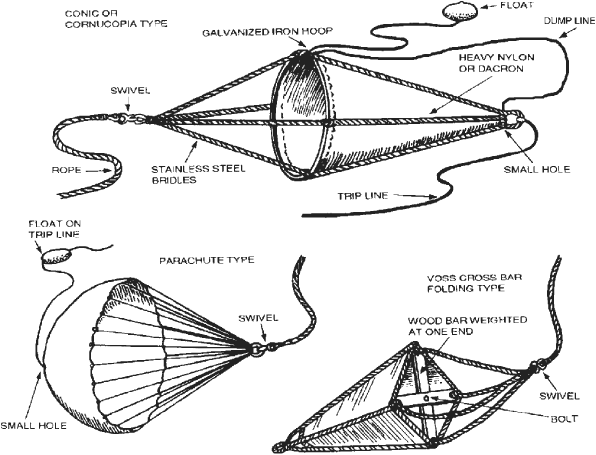 CONIC OR
CORNUCOPIA TYPE
FLOAT
DUMP LINE
GALVANIZED IRON HOOP
HEAVY NYLON
OR DACRON
SWIVEL
ROPE
STAINLESS STEEL
BRIDLES
SMALL HOLE
TRIP LINE
FLOAT ON
TRIP LINE
PARACHUTE TYPE
SWIVEL
SMALL HOLE
VOSS CROSS BAR
FOLDING TYPE
WOOD BAR WEIGHTED
AT ONE END
SWIVEL
BOLT